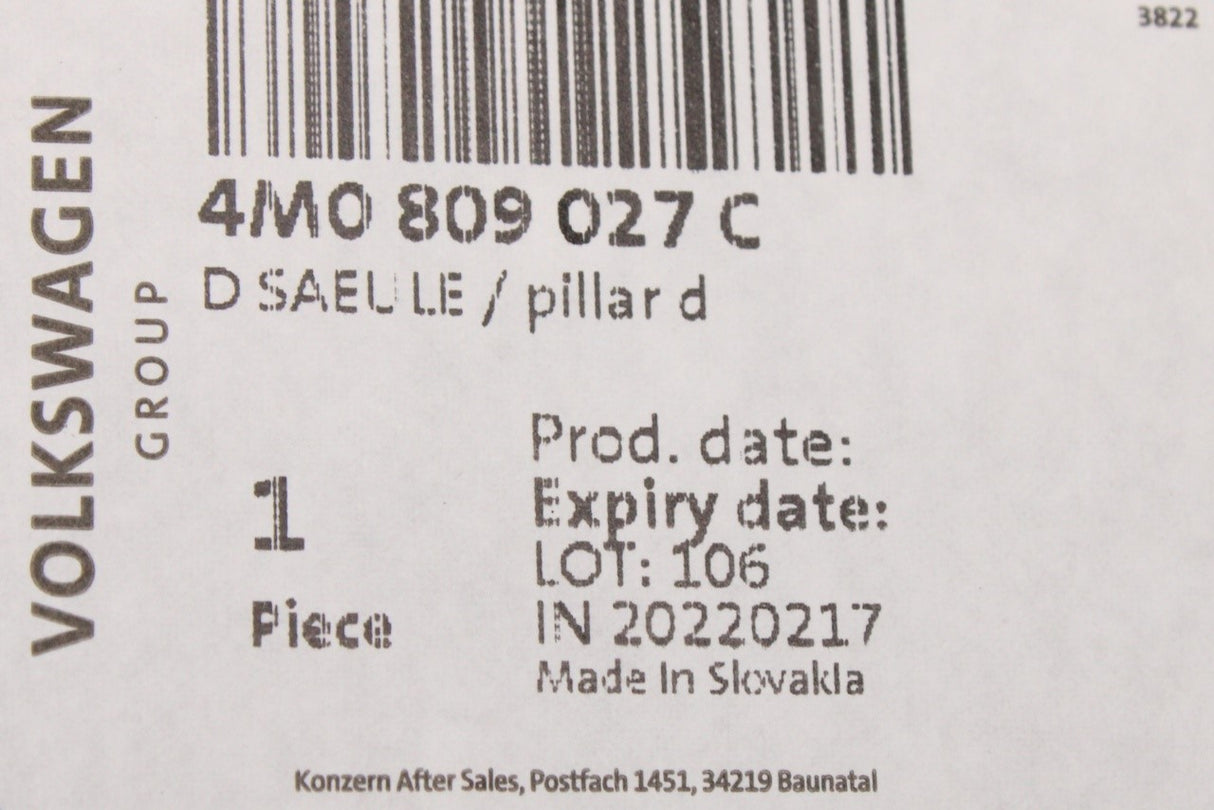 3822
VOLKSWAGEN
GROUP
4M0 809 027 C
D SAEULE / pillar d
Prod. date:
Expiry date:
1
LOT: 106
Piece
IN 20220217
Made In Slovakia
Konzern After Sales, Postfach 1451, 34219 Baunatal